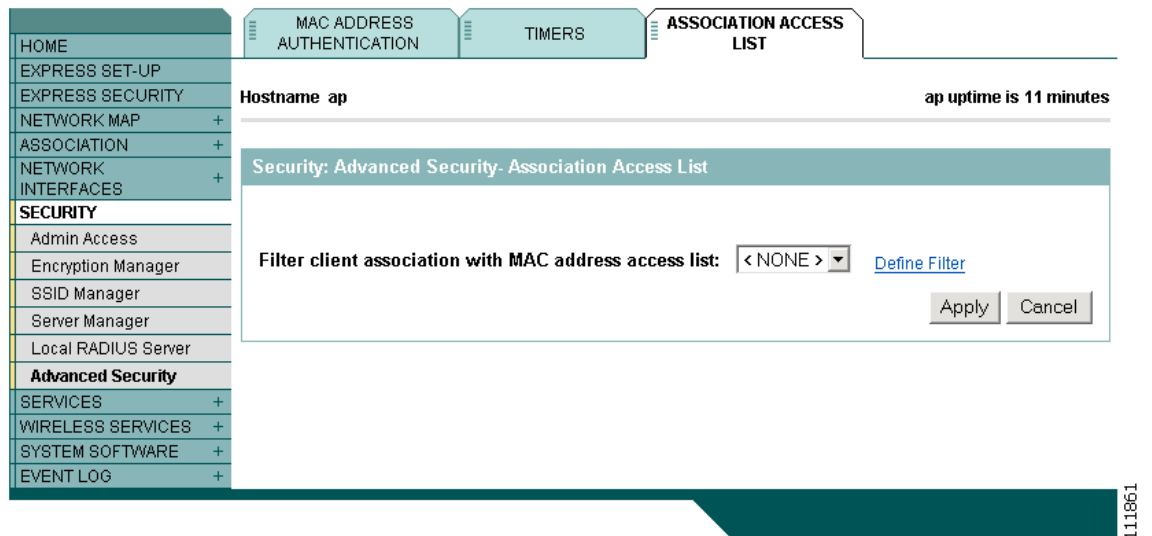 MAC ADDRESS
AUTHENTICATION
TIMERS
ASSOCIATION ACCESS
LIST
HOME
EXPRESS SET-UP
EXPRESS SECURITY
NETWORK MAP +
ASSOCIATION +
NETWORK
INTERFACES +
SECURITY
Admin Access
Encryption Manager
SSID Manager
Server Manager
Local RADIUS Server
Advanced Security
SERVICES +
WIRELESS SERVICES +
SYSTEM SOFTWARE +
EVENT LOG +
Hostname ap
ap uptime is 11 minutes
Security: Advanced Security- Association Access List
Filter client association with MAC address access list:
< NONE >
Define Filter
Apply
Cancel
111861